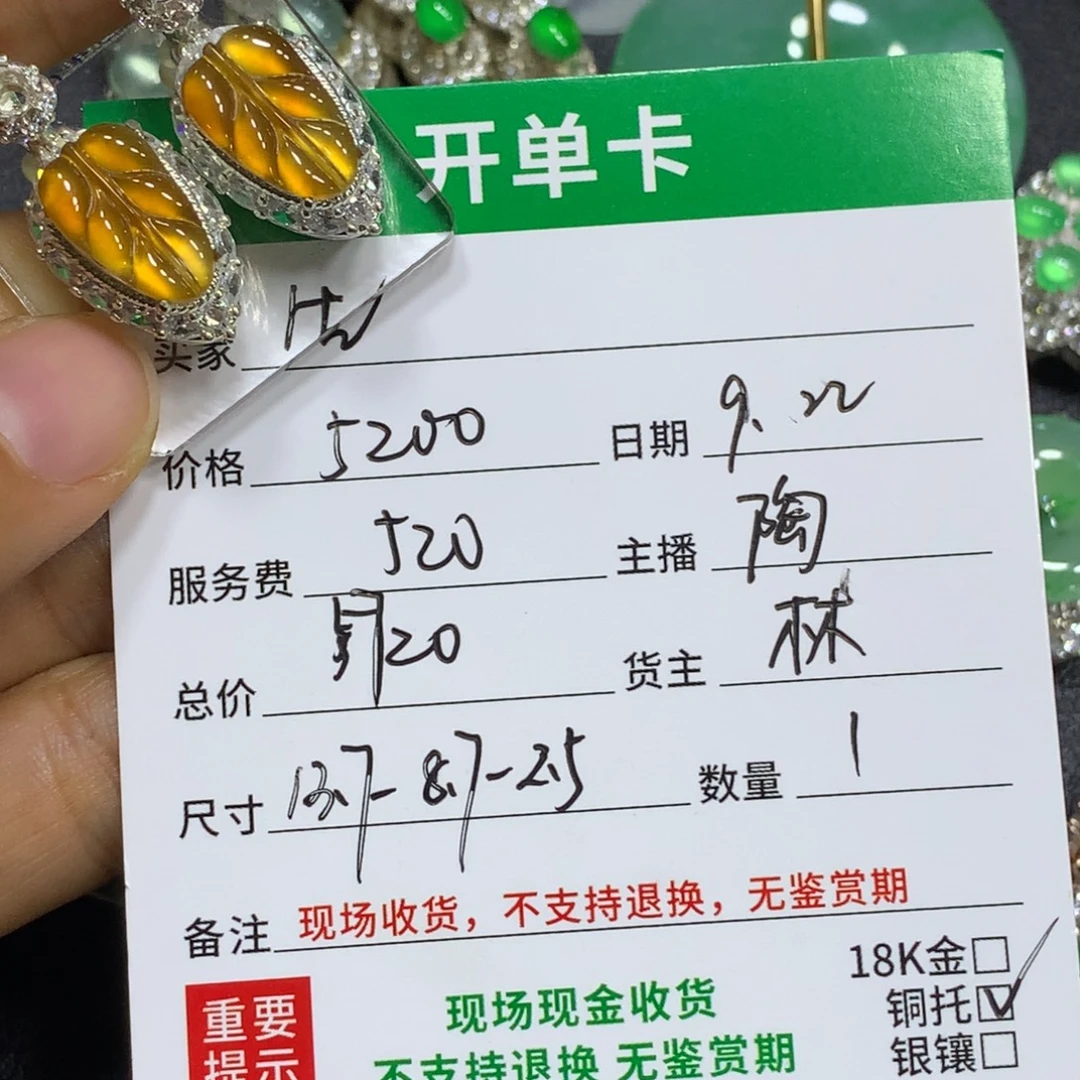 开单卡
买家
价格 5200 日期 9.22
服务费 520 主播 陶
总价 5720 货主 林
尺寸 13.7-8.7-2.5 数量 1
备注 现场收货，不支持退换，无鉴赏期
18K金☐
重要 现场现金收货 铜托☑
提示 不支持退换 无鉴赏期 银镶☐